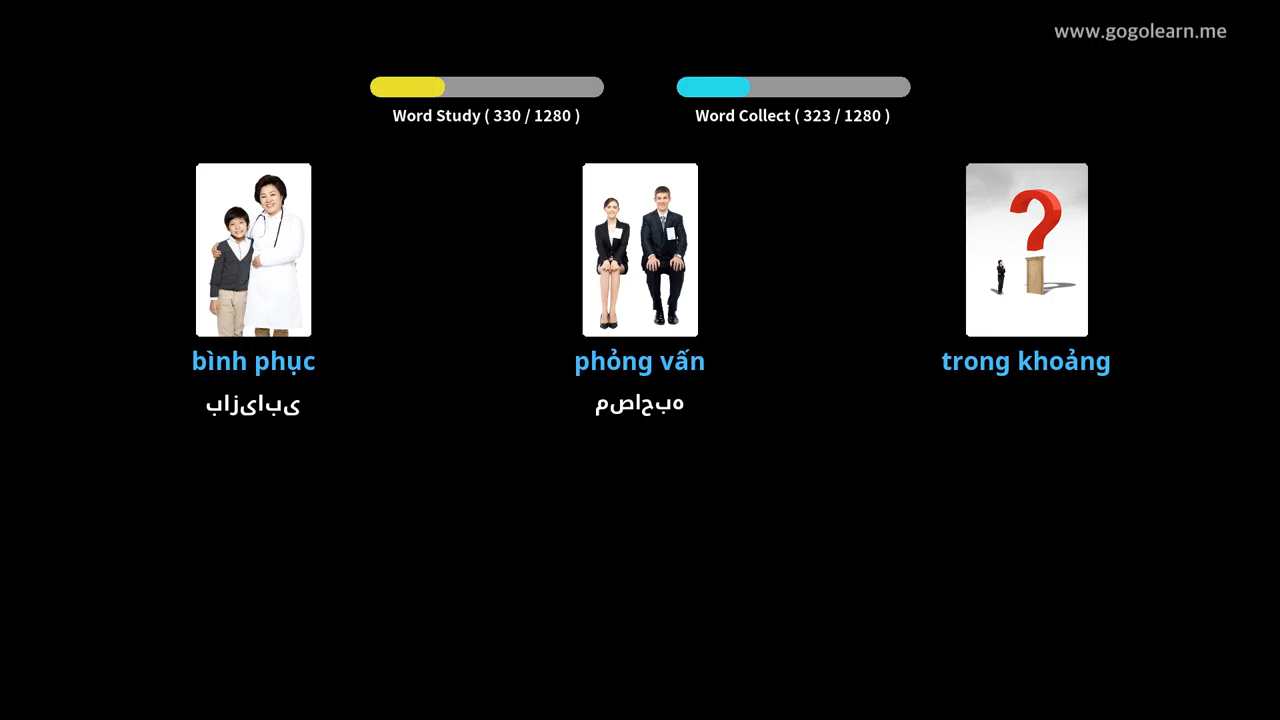 www.gogolearn.me
Word Study ( 330 / 1280 )
Word Collect ( 323 / 1280 )
bình phục
phỏng vấn
trong khoảng
بازیابی
مصاحبه